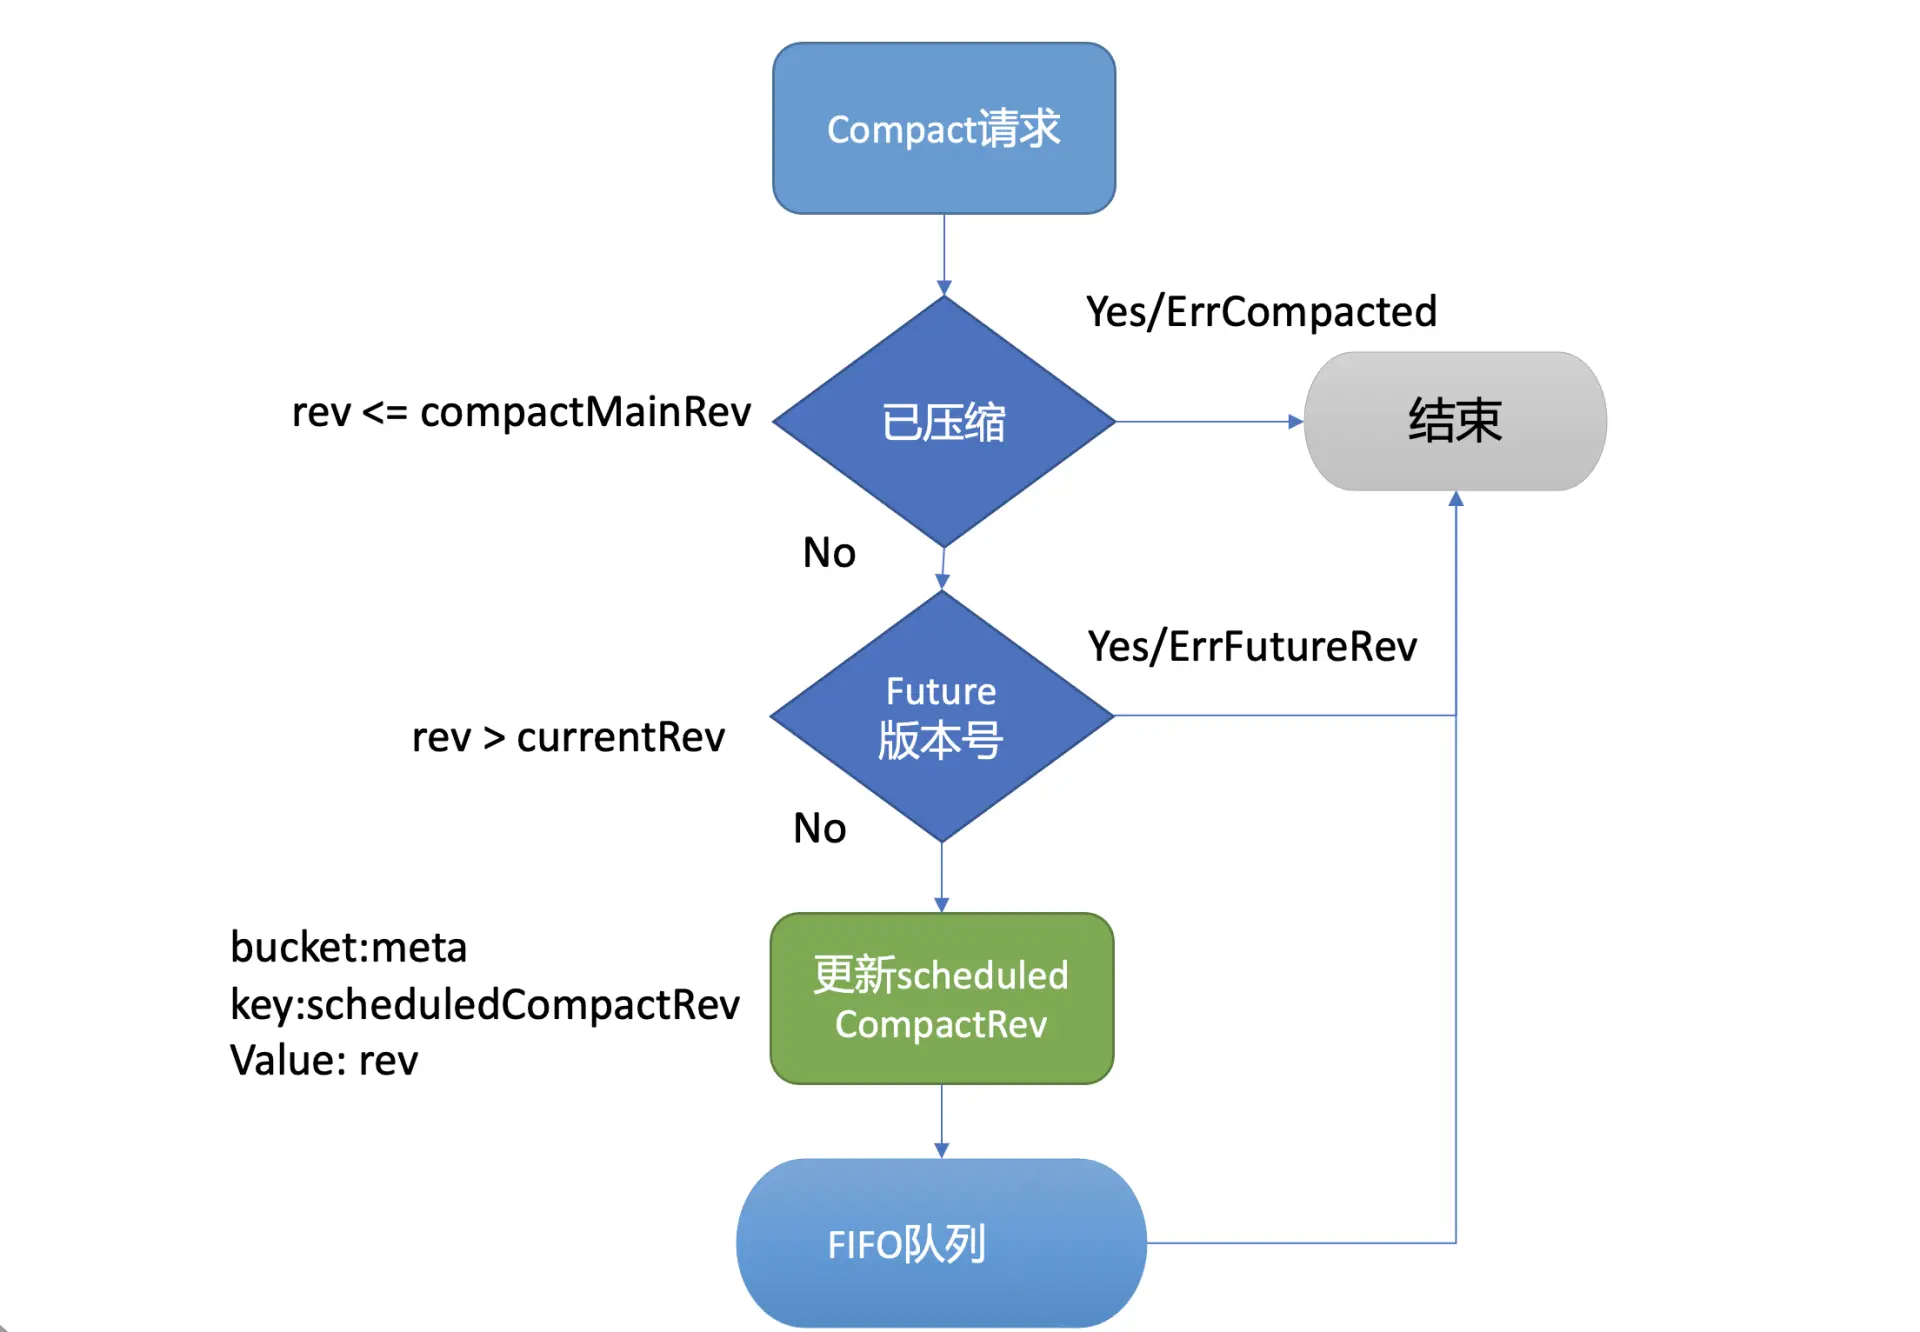 Compact请求
Yes/ErrCompacted
rev <= compactMainRev
已压缩
结束
No
Yes/ErrFutureRev
Future
版本号
rev > currentRev
No
bucket:meta
key:scheduledCompactRev
Value: rev
更新scheduled
CompactRev
FIFO队列